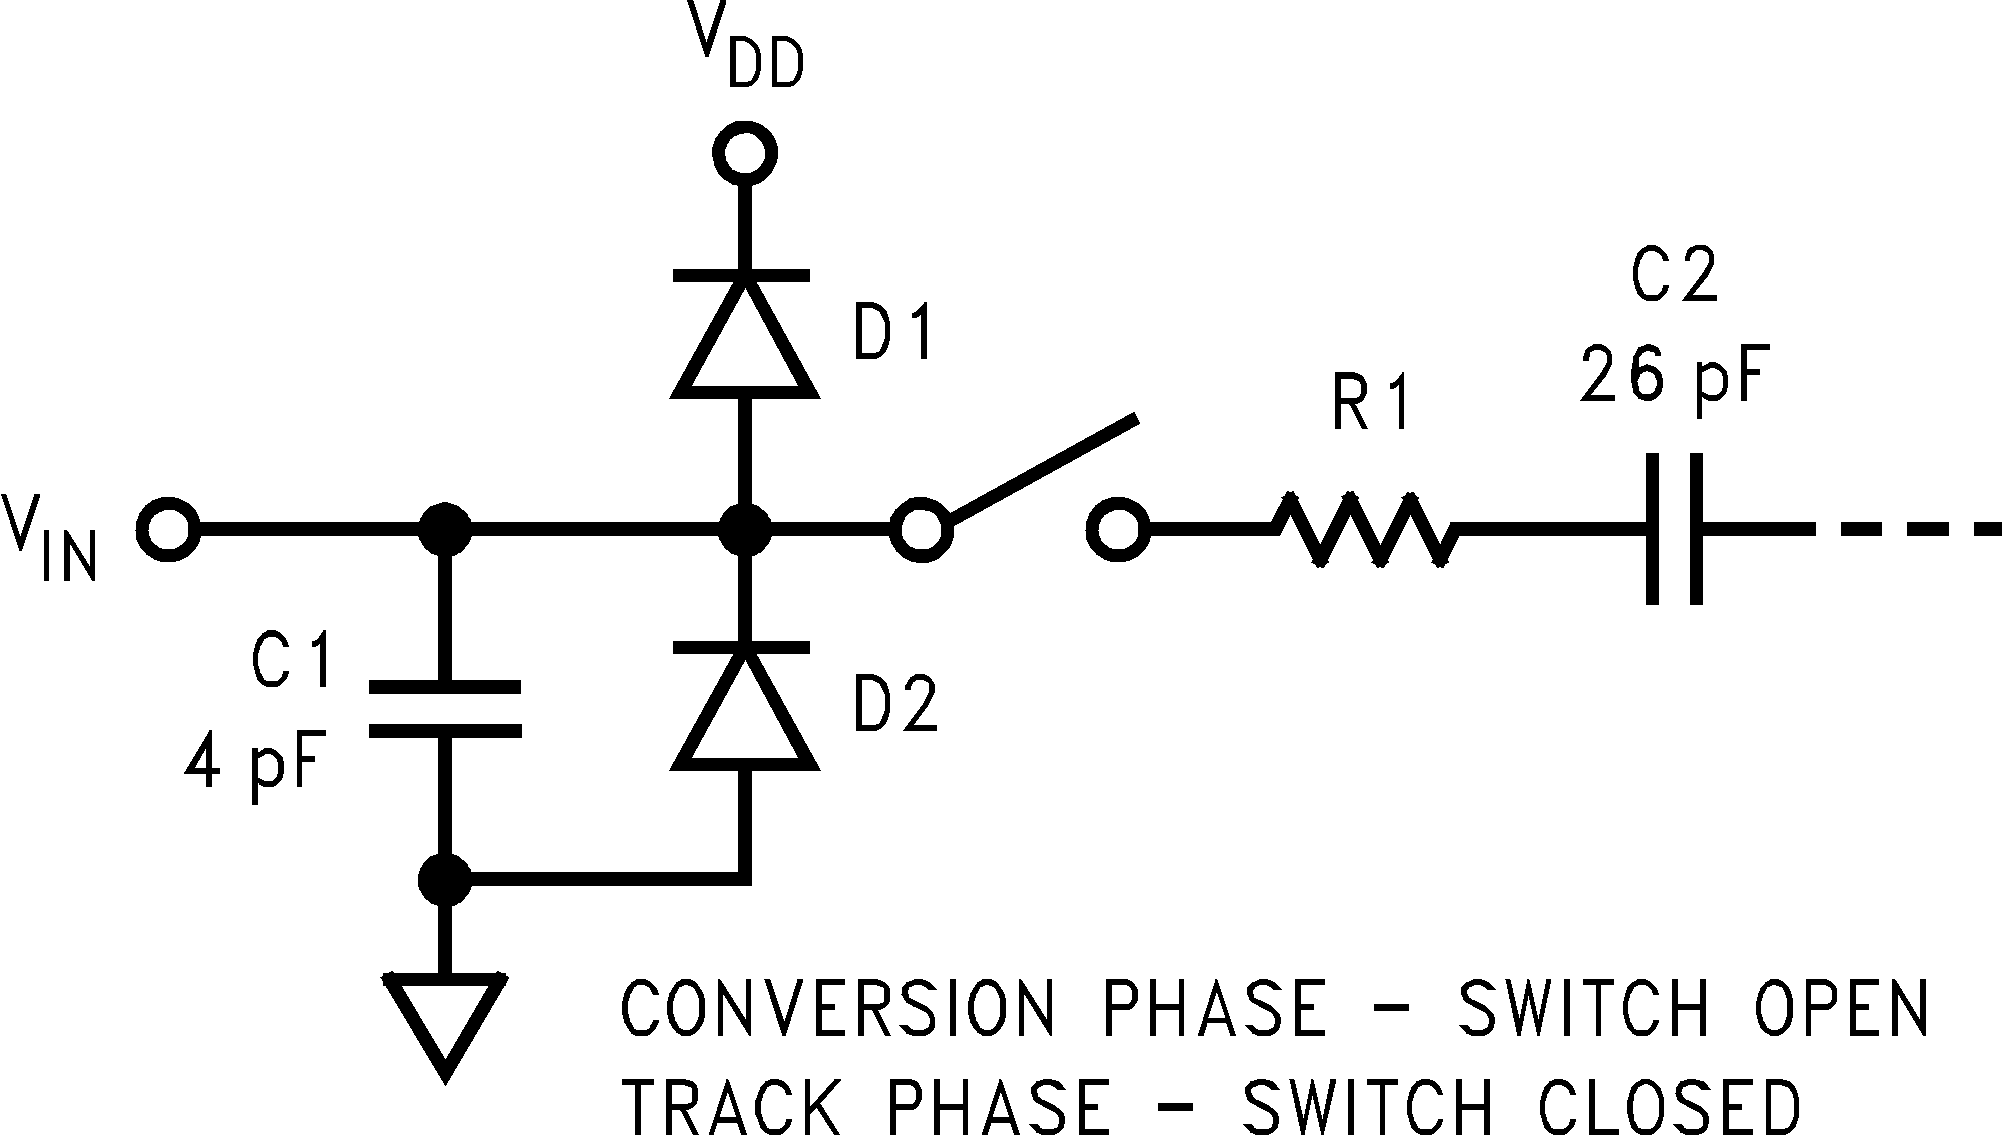 VDD
D1
C2
26 pF
R1
VIN
C1
4 pF
D2
CONVERSION PHASE – SWITCH OPEN
TRACK PHASE – SWITCH CLOSED